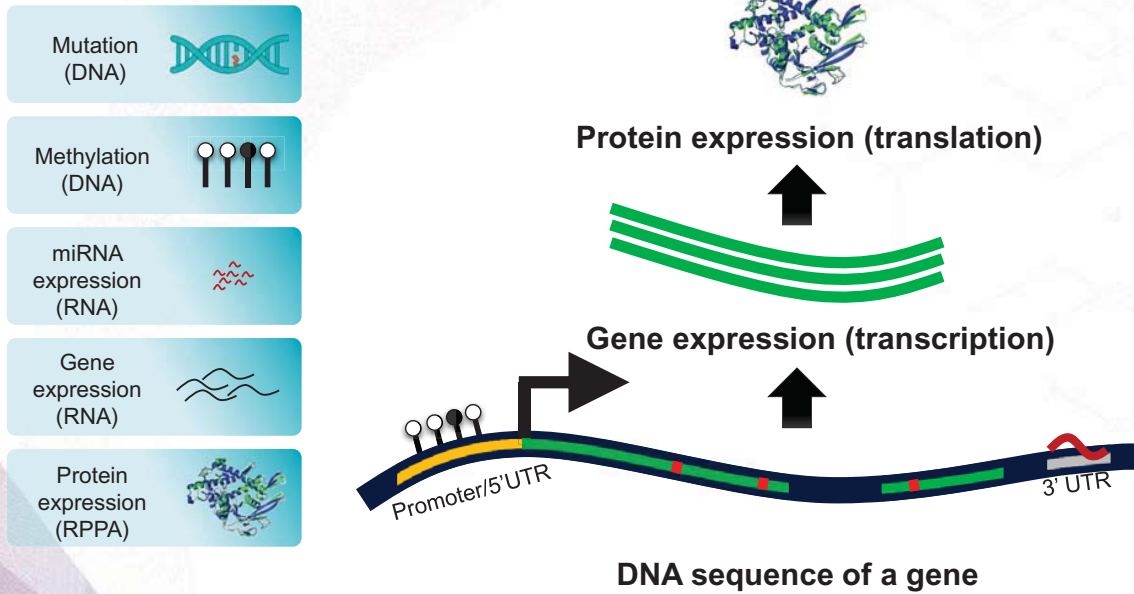 Mutation
(DNA)
Methylation
(DNA)
miRNA
expression
(RNA)
Gene
expression
(RNA)
Protein
expression
(RPPA)
Protein expression (translation)
Gene expression (transcription)
Promoter/5’UTR
3’ UTR
DNA sequence of a gene